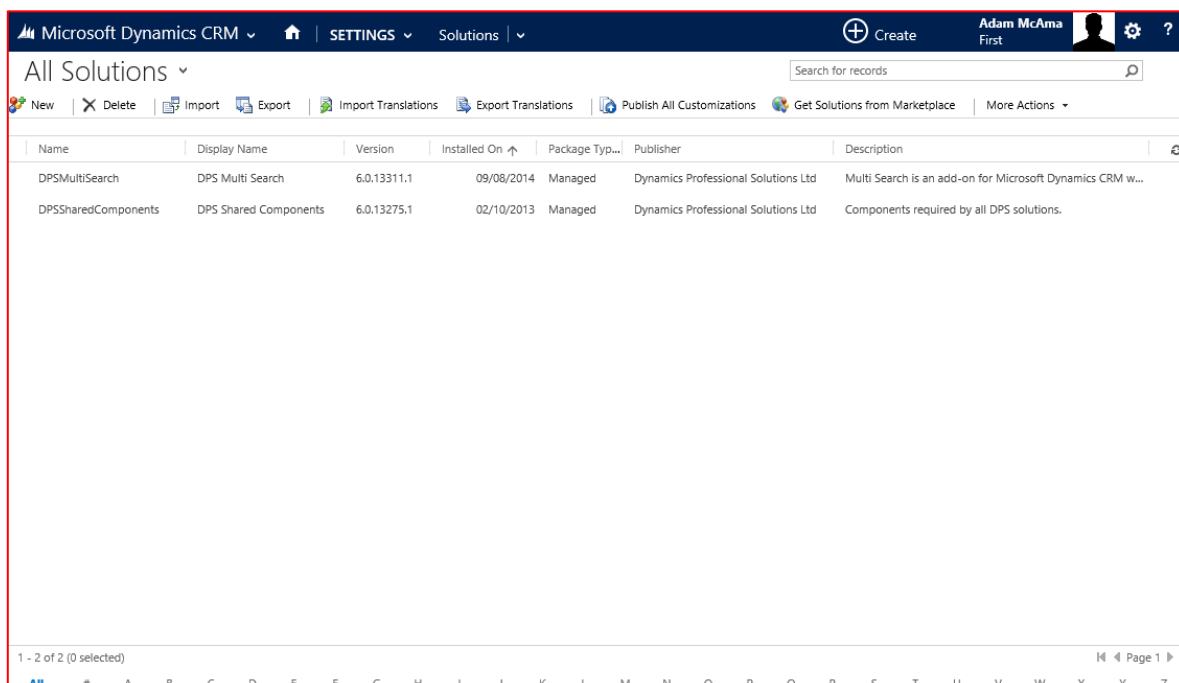 Microsoft Dynamics CRM SETTINGS Solutions Create Adam McAma ?
First
All Solutions Search for records
New Delete Import Export Import Translations Export Translations Publish All Customizations Get Solutions from Marketplace More Actions
Name Display Name Version Installed On Package Typ... Publisher Description
DPSMultiSearch DPS Multi Search 6.0.13311.1 09/08/2014 Managed Dynamics Professional Solutions Ltd Multi Search is an add-on for Microsoft Dynamics CRM w...
DPSSharedComponents DPS Shared Components 6.0.13275.1 02/10/2013 Managed Dynamics Professional Solutions Ltd Components required by all DPS solutions.
1 - 2 of 2 (0 selected) Page 1
All # A B C D E F G H I J K L M N O P Q R S T U V W X Y Z